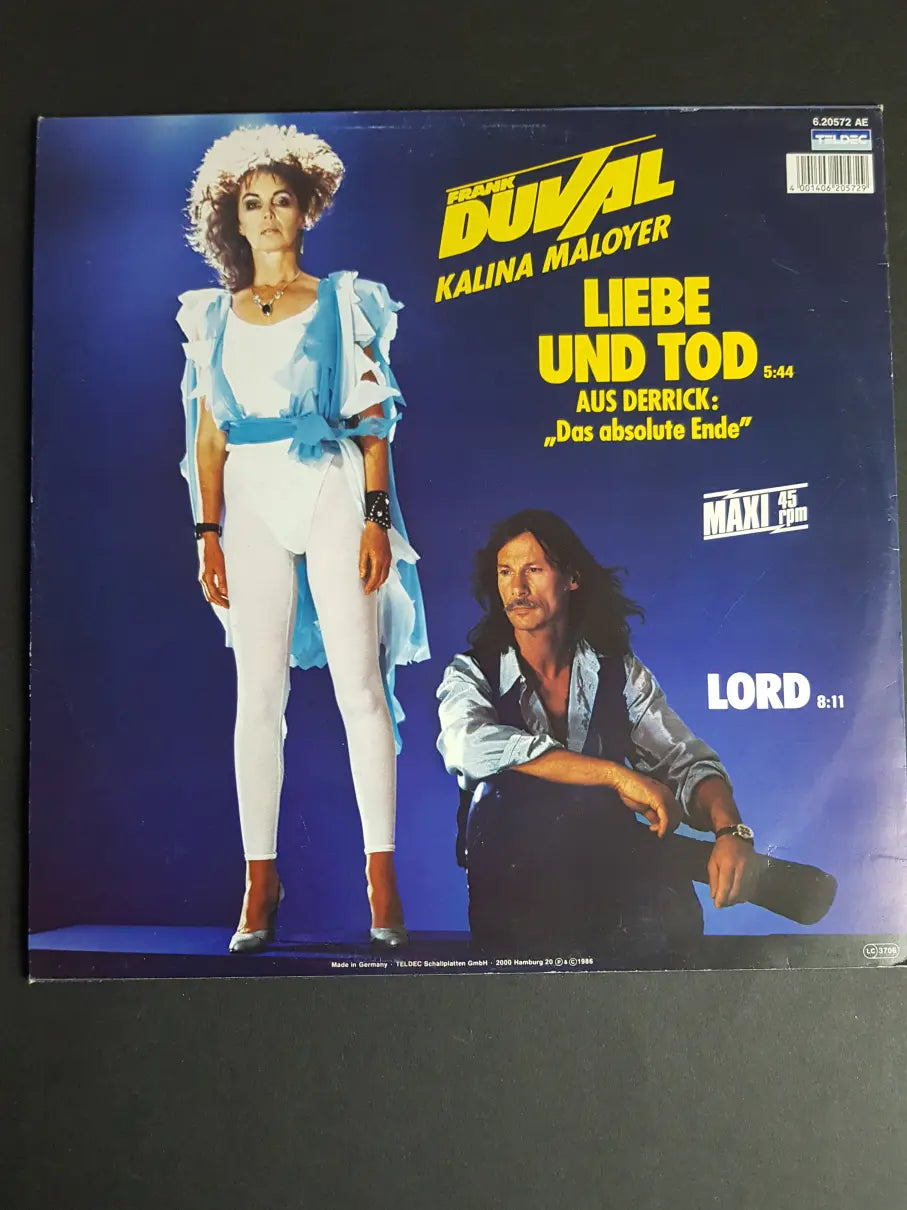 6.20572 AE
TELDEC
4 001406 205729
FRANK
DUVAL
KALINA MALOYER
LIEBE
UND TOD 5:44
AUS DERRICK:
„Das absolute Ende”
MAXI 45 rpm
LORD 8:11
Made in Germany · TELDEC Schallplatten GmbH · 2000 Hamburg 20 Ⓟ & © 1986
LC 3706